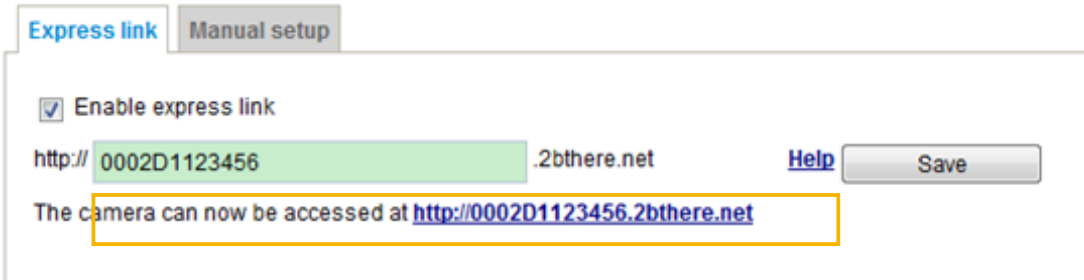 Express link Manual setup
Enable express link
http:// 0002D1123456 .2bthere.net Help Save
The camera can now be accessed at http://0002D1123456.2bthere.net